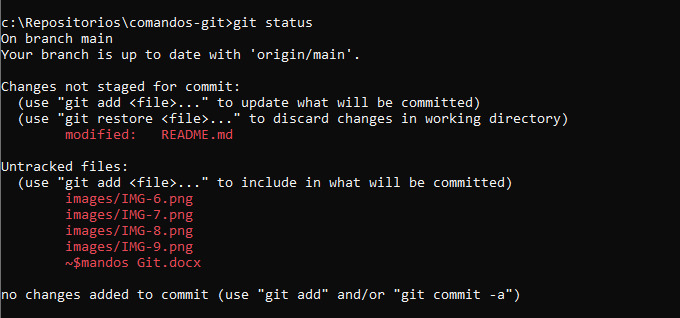 c:\Repositorios\comandos-git>git status
On branch main
Your branch is up to date with 'origin/main'.
Changes not staged for commit:
(use "git add <file>..." to update what will be committed)
(use "git restore <file>..." to discard changes in working directory)
modified:   README.md
Untracked files:
(use "git add <file>..." to include in what will be committed)
images/IMG-6.png
images/IMG-7.png
images/IMG-8.png
images/IMG-9.png
~$mandos Git.docx
no changes added to commit (use "git add" and/or "git commit -a")